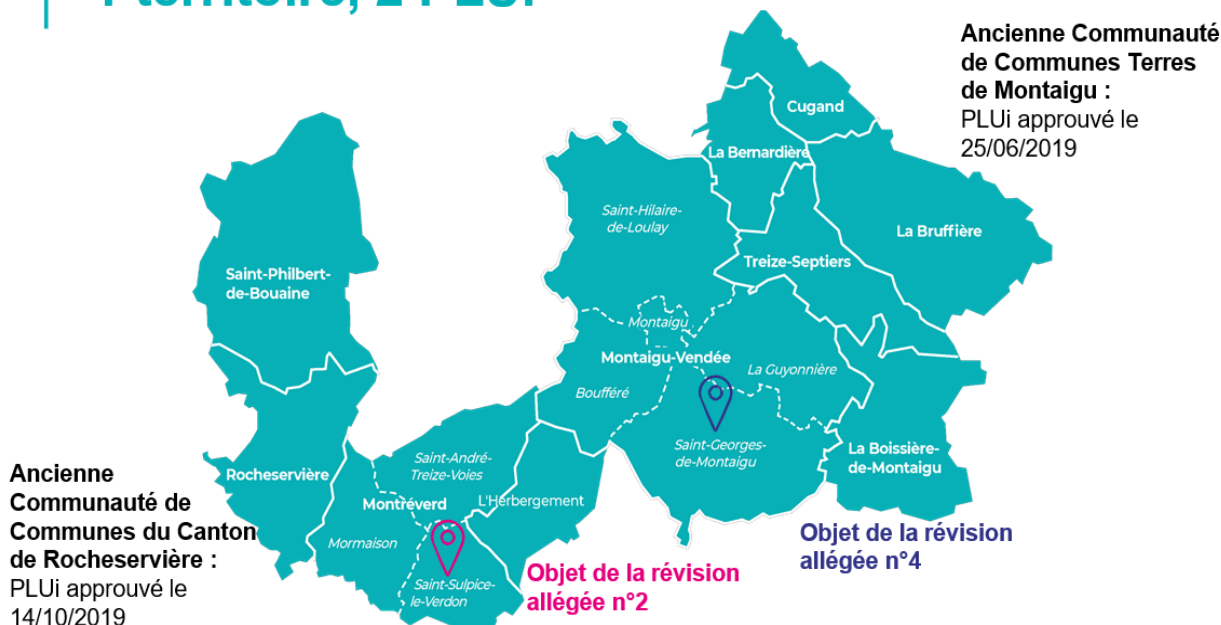 1 territoire, 2 PLUi
Ancienne Communauté
de Communes Terres
de Montaigu :
PLUi approuvé le
25/06/2019
Cugand
La Bernardière
Saint-Hilaire-
de-Loulay
La Bruffière
Treize-Septiers
Saint-Philbert-
de-Bouaine
Montaigu
Montaigu-Vendée
La Guyonnière
Boufféré
Saint-Georges-
de-Montaigu
La Boissière-
de-Montaigu
Saint-André-
Treize-Voies
Rocheservière
Montréverd
L'Herbergement
Mormaison
Saint-Sulpice-
le-Verdon
Ancienne
Communauté de
Communes du Canton
de Rocheservière :
PLUi approuvé le
14/10/2019
Objet de la révision
allégée n°2
Objet de la révision
allégée n°4